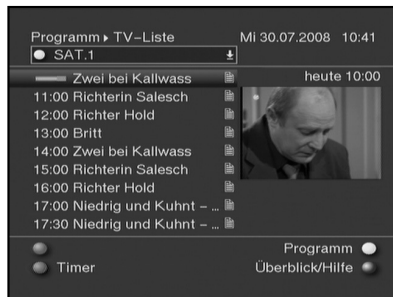 Programm ▸ TV-Liste Mi 30.07.2008 10:41
SAT.1
Zwei bei Kallwass heute 10:00
11:00 Richterin Salesch
12:00 Richter Hold
13:00 Britt
14:00 Zwei bei Kallwass
15:00 Richterin Salesch
16:00 Richter Hold
17:00 Niedrig und Kuhnt – ...
17:30 Niedrig und Kuhnt – ...
Programm
Timer Überblick/Hilfe